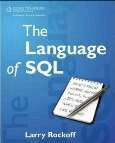 The
Language
of SQL
Larry Rockoff